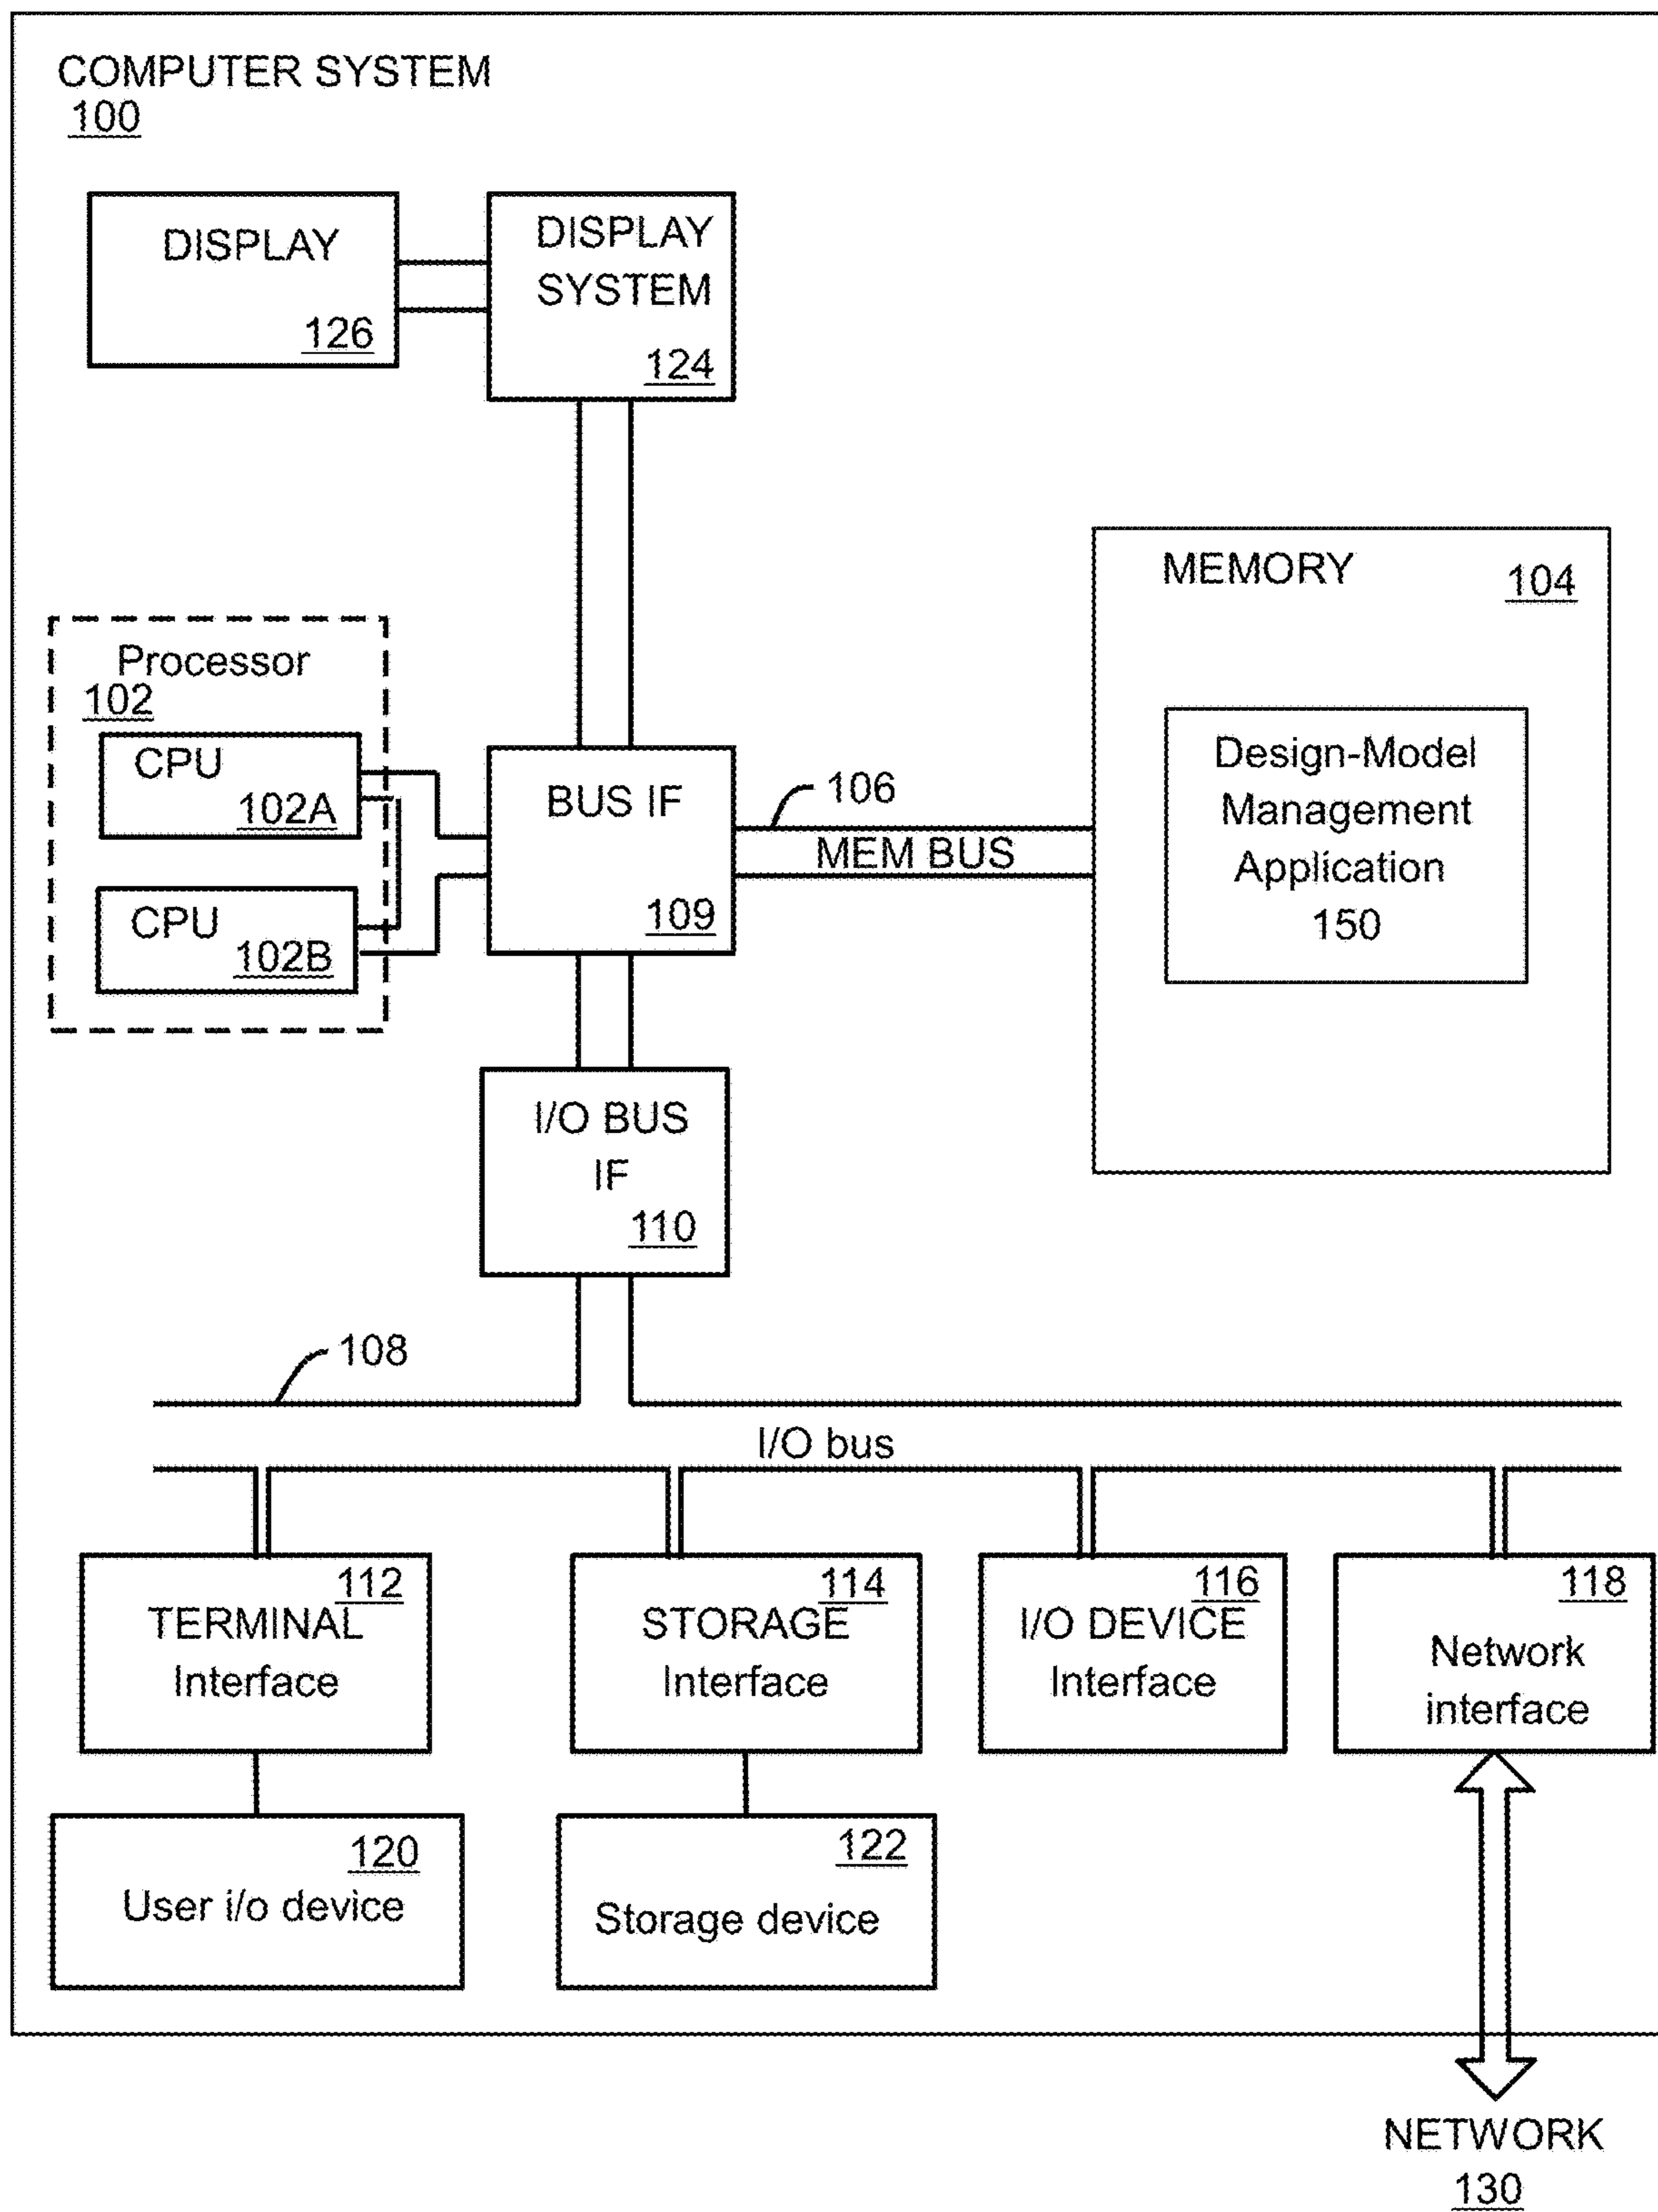 COMPUTER SYSTEM
100
DISPLAY
126
DISPLAY
SYSTEM
124
MEMORY
104
Processor
102
CPU
102A
CPU
102B
BUS IF
109
106
MEM BUS
Design-Model
Management
Application
150
I/O BUS
IF
110
108
I/O bus
112
TERMINAL
Interface
114
STORAGE
Interface
116
I/O DEVICE
Interface
118
Network
interface
120
User i/o device
122
Storage device
NETWORK
130